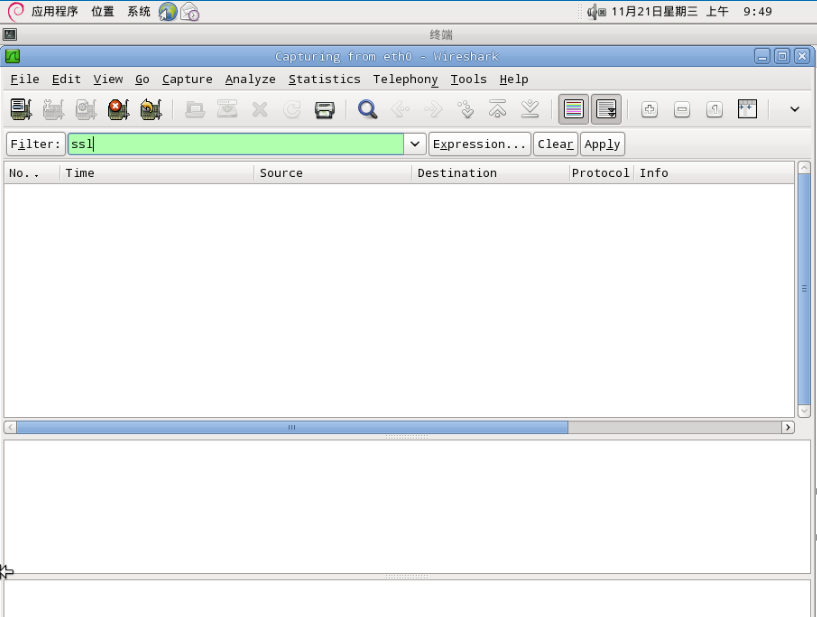 应用程序 位置 系统 11月21日星期三 上午 9:49
终端
Capturing from eth0 - Wireshark
File Edit View Go Capture Analyze Statistics Telephony Tools Help
Filter: ssl Expression... Clear Apply
No. . Time Source Destination Protocol Info